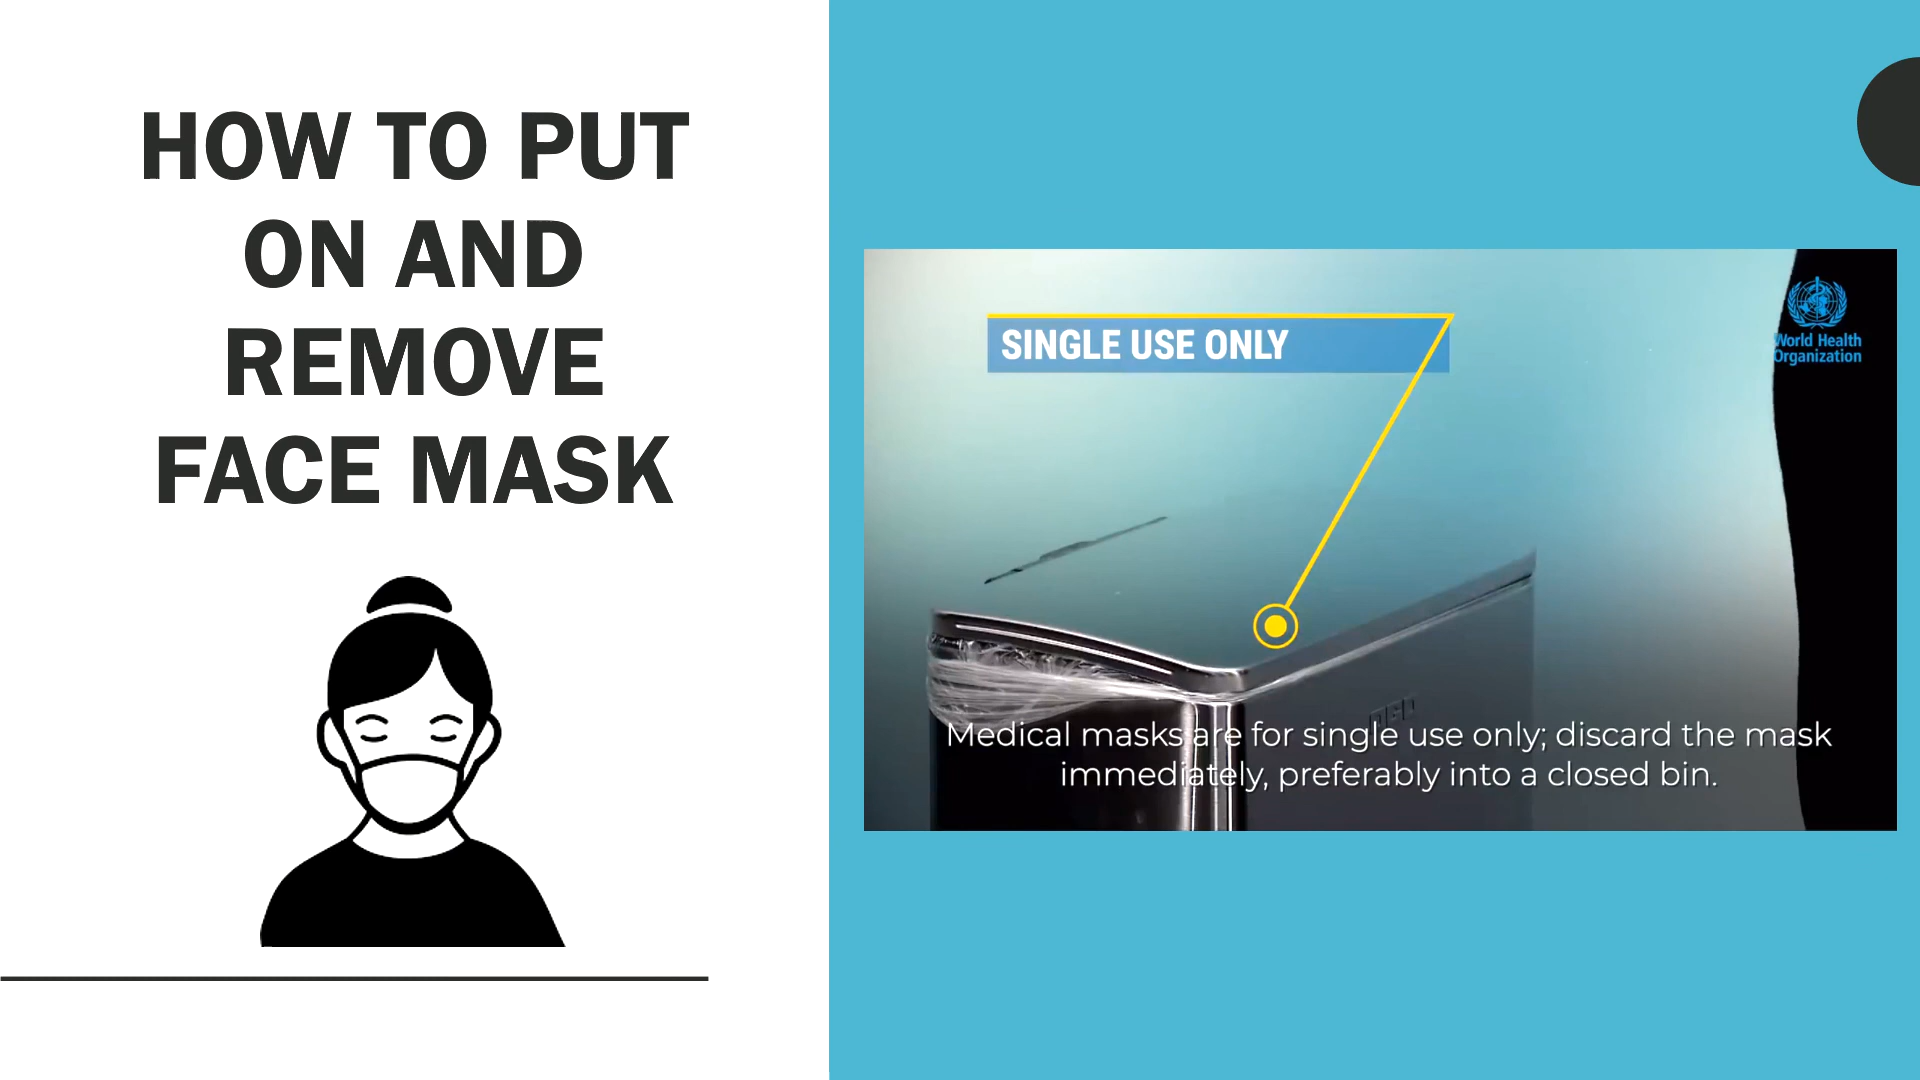 HOW TO PUT
ON AND
REMOVE
FACE MASK
SINGLE USE ONLY
World Health
Organization
Medical masks are for single use only; discard the mask
immediately, preferably into a closed bin.